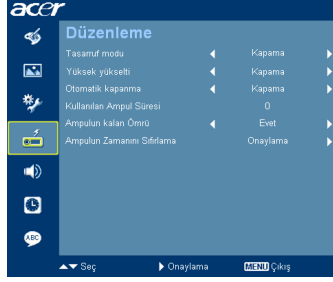 acer
Düzenleme
Tasarruf modu Kapama
Yüksek yükselti Kapama
Otomatik kapanma Kapama
Kullanılan Ampul Süresi 0
Ampulun kalan Ömrü Evet
Ampulun Zamanını Sıfırlama Onaylama
ABC
Seç Onaylama MENU Çıkış